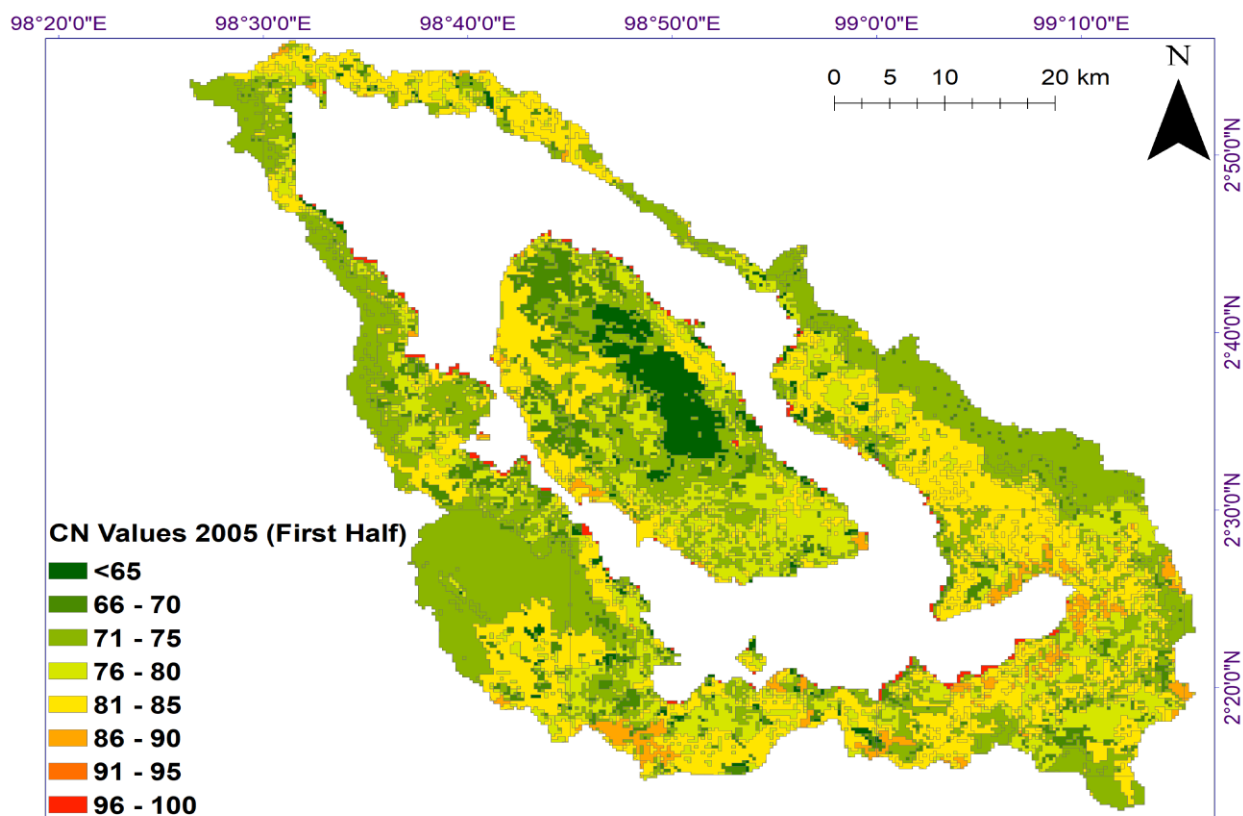 98°20'0"E 98°30'0"E 98°40'0"E 98°50'0"E 99°00'0"E 99°10'0"E
N
0 5 10 20 km
2°50'0"N
2°40'0"N
2°30'0"N
2°20'0"N
CN Values 2005 (First Half)
<65
66 - 70
71 - 75
76 - 80
81 - 85
86 - 90
91 - 95
96 - 100